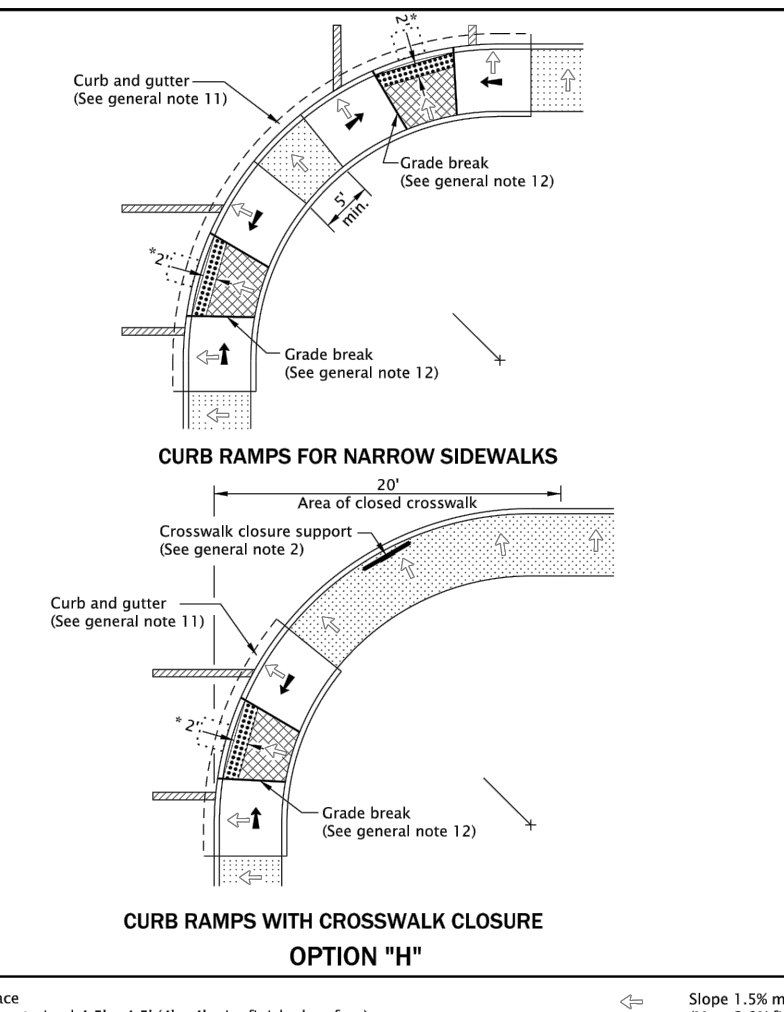 *2'
Curb and gutter
(See general note 11)
Grade break
(See general note 12)
5'
min.
*2'
Grade break
(See general note 12)
CURB RAMPS FOR NARROW SIDEWALKS
20'
Area of closed crosswalk
Crosswalk closure support
(See general note 2)
Curb and gutter
(See general note 11)
* 2'
Grade break
(See general note 12)
CURB RAMPS WITH CROSSWALK CLOSURE
OPTION "H"
Slope 1.5% m